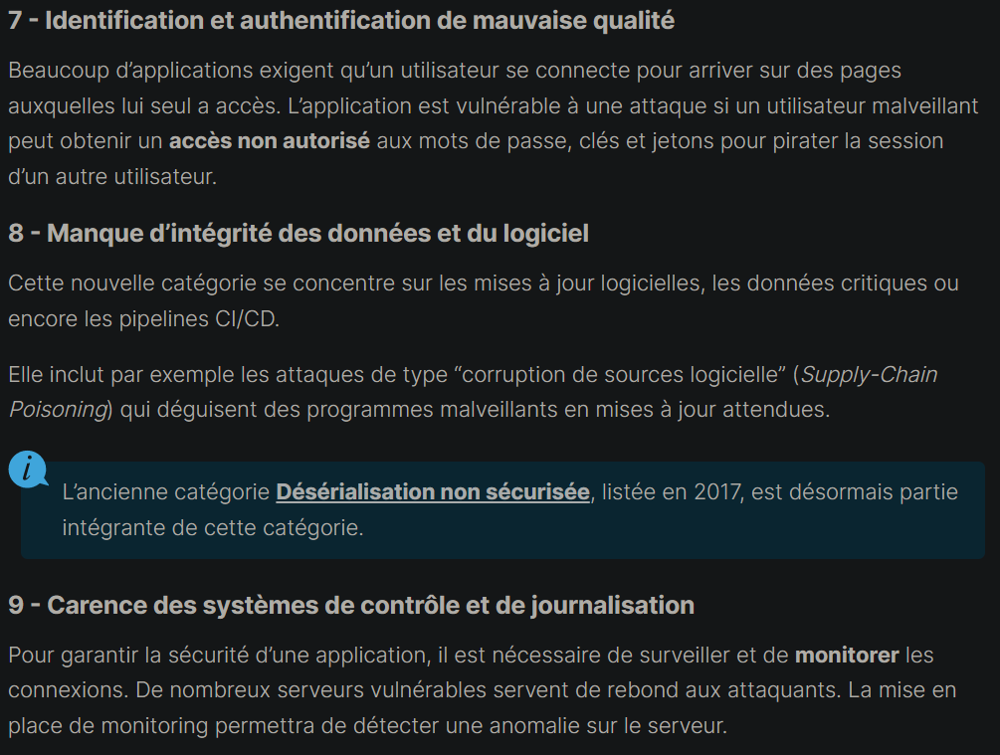 7 - Identification et authentification de mauvaise qualité
Beaucoup d’applications exigent qu’un utilisateur se connecte pour arriver sur des pages
auxquelles lui seul a accès. L’application est vulnérable à une attaque si un utilisateur malveillant
peut obtenir un accès non autorisé aux mots de passe, clés et jetons pour pirater la session
d’un autre utilisateur.
8 - Manque d’intégrité des données et du logiciel
Cette nouvelle catégorie se concentre sur les mises à jour logicielles, les données critiques ou
encore les pipelines CI/CD.
Elle inclut par exemple les attaques de type “corruption de sources logicielle” (Supply-Chain
Poisoning) qui déguisent des programmes malveillants en mises à jour attendues.
i
L’ancienne catégorie Désérialisation non sécurisée, listée en 2017, est désormais partie
intégrante de cette catégorie.
9 - Carence des systèmes de contrôle et de journalisation
Pour garantir la sécurité d’une application, il est nécessaire de surveiller et de monitorer les
connexions. De nombreux serveurs vulnérables servent de rebond aux attaquants. La mise en
place de monitoring permettra de détecter une anomalie sur le serveur.